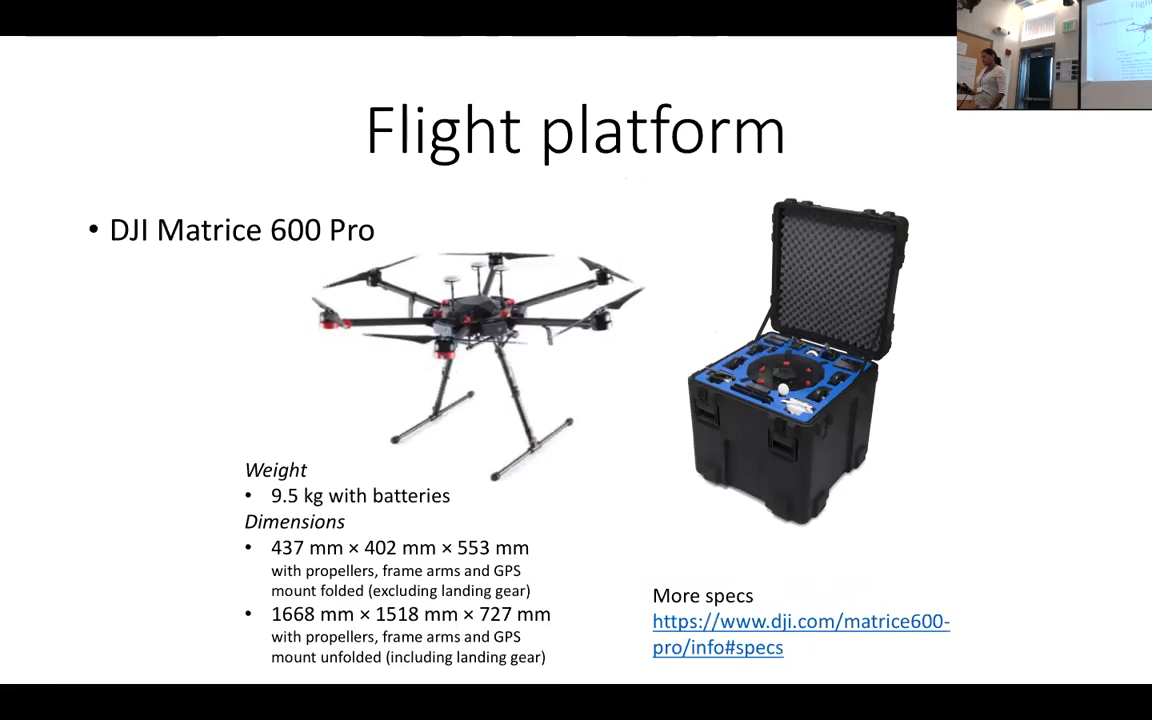 Flight platform
• DJI Matrice 600 Pro
Weight
• 9.5 kg with batteries
Dimensions
• 437 mm × 402 mm × 553 mm
with propellers, frame arms and GPS
mount folded (excluding landing gear)
• 1668 mm × 1518 mm × 727 mm
with propellers, frame arms and GPS
mount unfolded (including landing gear)
More specs
https://www.dji.com/matrice600-
pro/info#specs